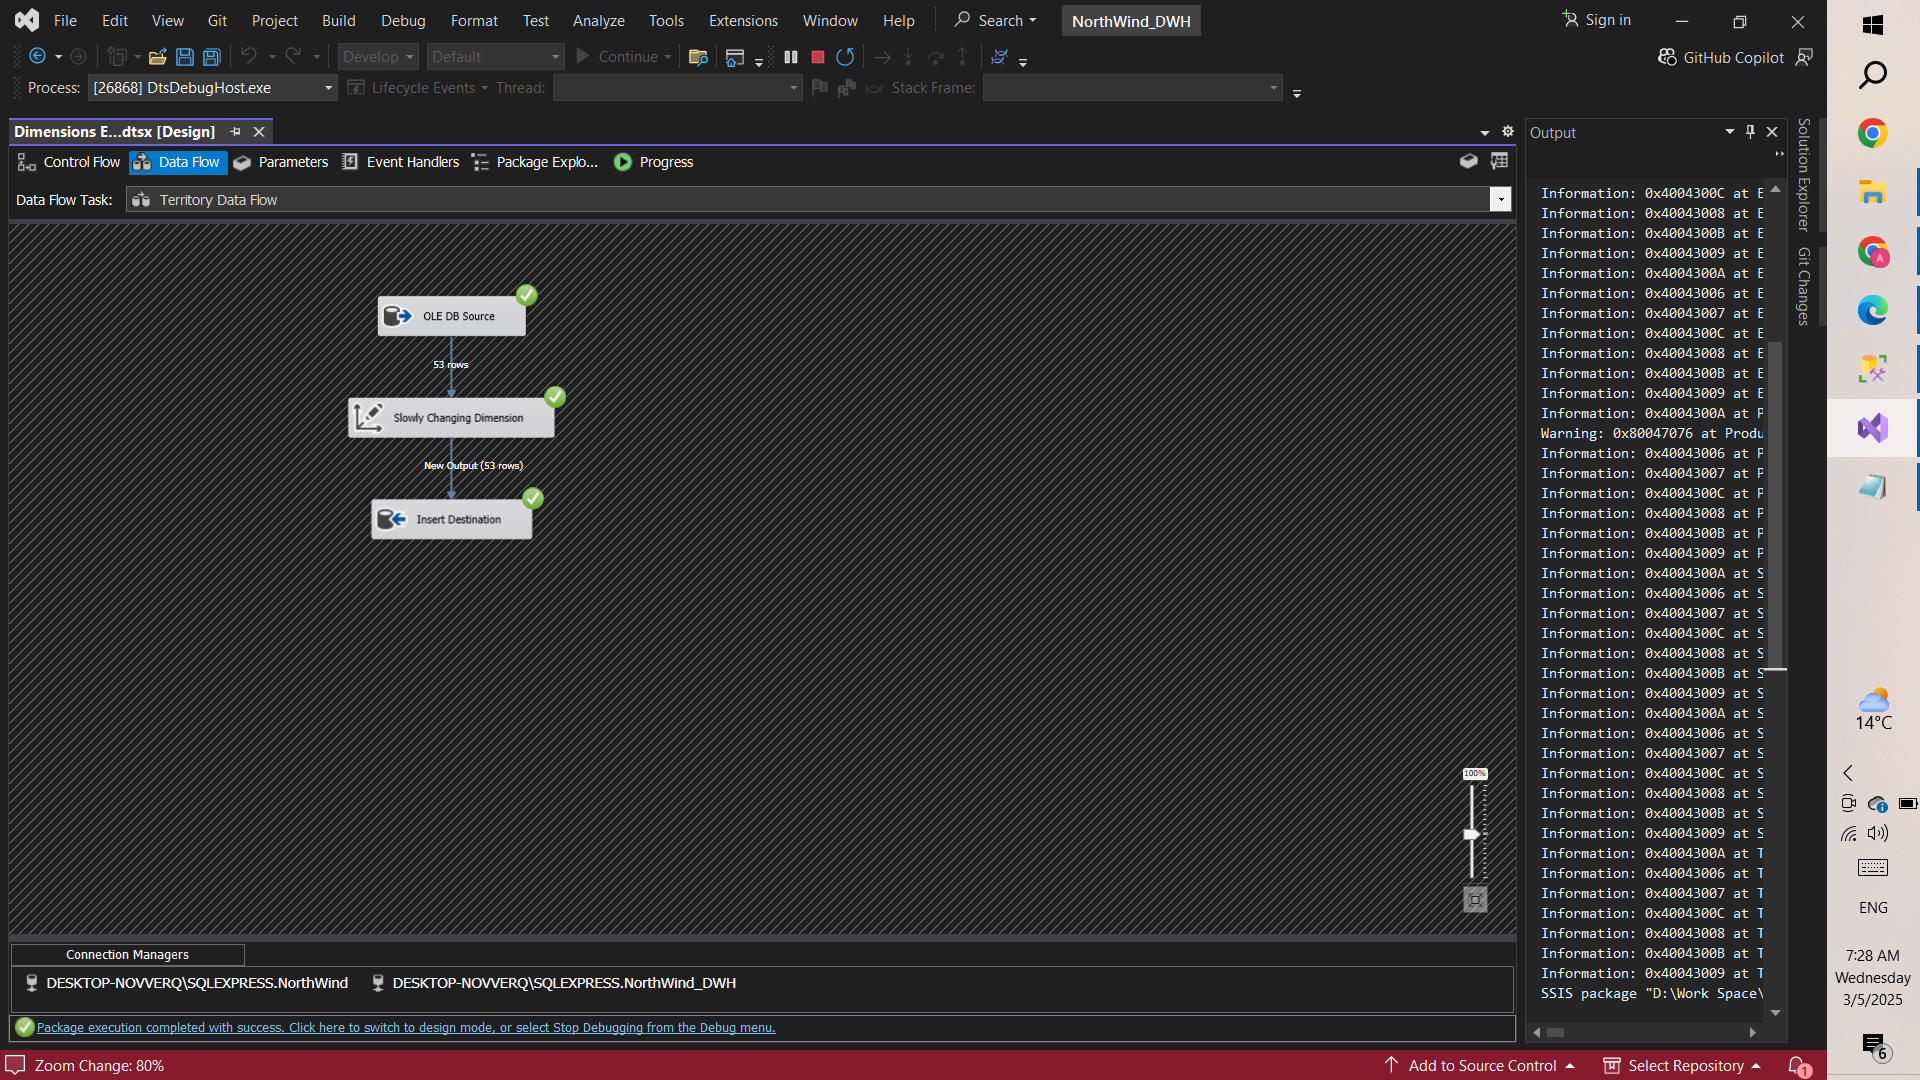 File Edit View Git Project Build Debug Format Test Analyze Tools Extensions Window Help Search NorthWind_DWH Sign in
Develop Default Continue GitHub Copilot
Process: [26868] DtsDebugHost.exe Lifecycle Events Thread: Stack Frame:
Dimensions E...dtsx [Design]
Control Flow Data Flow Parameters Event Handlers Package Explo... Progress
Data Flow Task: Territory Data Flow
OLE DB Source
53 rows
Slowly Changing Dimension
New Output (53 rows)
Insert Destination
100%
Connection Managers
DESKTOP-NOVVERQ\SQLEXPRESS.NorthWind DESKTOP-NOVVERQ\SQLEXPRESS.NorthWind_DWH
Package execution completed with success. Click here to switch to design mode, or select Stop Debugging from the Debug menu.
Output
Information: 0x4004300C at E
Information: 0x40043008 at E
Information: 0x4004300B at E
Information: 0x40043009 at E
Information: 0x4004300A at E
Information: 0x40043006 at E
Information: 0x40043007 at E
Information: 0x4004300C at E
Information: 0x40043008 at E
Information: 0x4004300B at E
Information: 0x40043009 at E
Information: 0x4004300A at P
Warning: 0x80047076 at Produ
Information: 0x40043006 at P
Information: 0x40043007 at P
Information: 0x4004300C at P
Information: 0x40043008 at P
Information: 0x4004300B at P
Information: 0x40043009 at P
Information: 0x4004300A at S
Information: 0x40043006 at S
Information: 0x40043007 at S
Information: 0x4004300C at S
Information: 0x40043008 at S
Information: 0x4004300B at S
Information: 0x40043009 at S
Information: 0x4004300A at S
Information: 0x40043006 at S
Information: 0x40043007 at S
Information: 0x4004300C at S
Information: 0x40043008 at S
Information: 0x4004300B at S
Information: 0x40043009 at S
Information: 0x4004300A at T
Information: 0x40043006 at T
Information: 0x40043007 at T
Information: 0x4004300C at T
Information: 0x40043008 at T
Information: 0x4004300B at T
Information: 0x40043009 at T
SSIS package "D:\Work Space\
Solution Explorer
Git Changes
Zoom Change: 80% Add to Source Control Select Repository 1
A
14°C
ENG
7:28 AM
Wednesday
3/5/2025
6